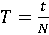 T = t/N